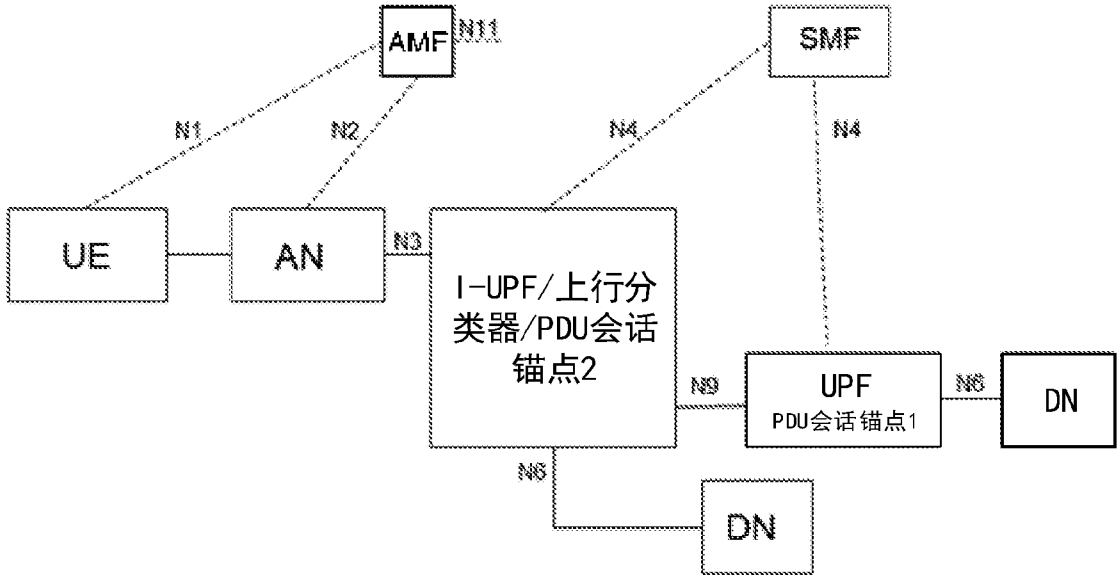 AMF
N11
SMF
N1
N2
N4
N4
UE
AN
N3
I-UPF/上行分
类器/PDU会话
锚点2
N9
UPF
PDU会话锚点1
N6
DN
N6
DN